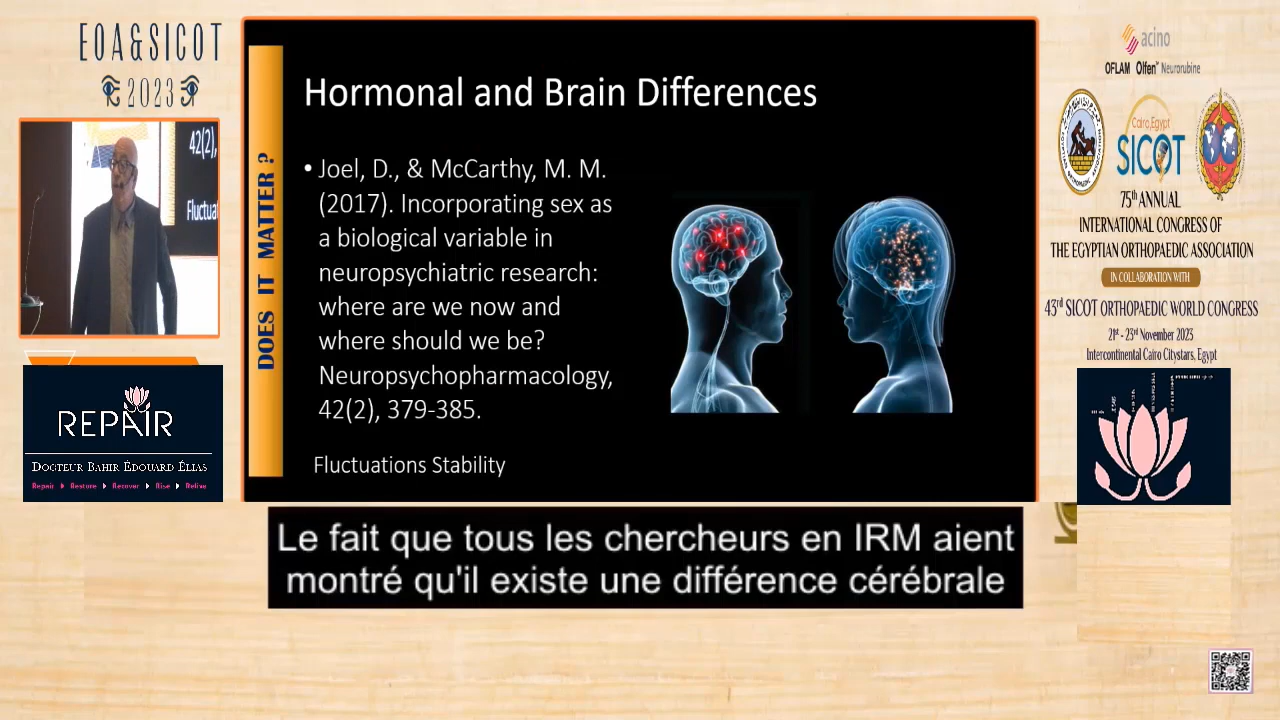 EOA&SICOT
2023
42(2),
Fluctua
REPAIR
DOCTEUR BAHIR ÉDOUARD ÉLIAS
Repair Restore Recover Rise Relive
DOES IT MATTER ?
Hormonal and Brain Differences
• Joel, D., & McCarthy, M. M.
(2017). Incorporating sex as
a biological variable in
neuropsychiatric research:
where are we now and
where should we be?
Neuropsychopharmacology,
42(2), 379-385.
Fluctuations Stability
Le fait que tous les chercheurs en IRM aient
montré qu'il existe une différence cérébrale
acino
OFLAM Olfen Neurorubine
Cairo, Egypt
SICOT
75th ANNUAL
INTERNATIONAL CONGRESS OF
THE EGYPTIAN ORTHOPAEDIC ASSOCIATION
IN COLLABORATION WITH
43rd SICOT ORTHOPAEDIC WORLD CONGRESS
21st - 23rd November 2023
Intercontinental Cairo Citystars, Egypt